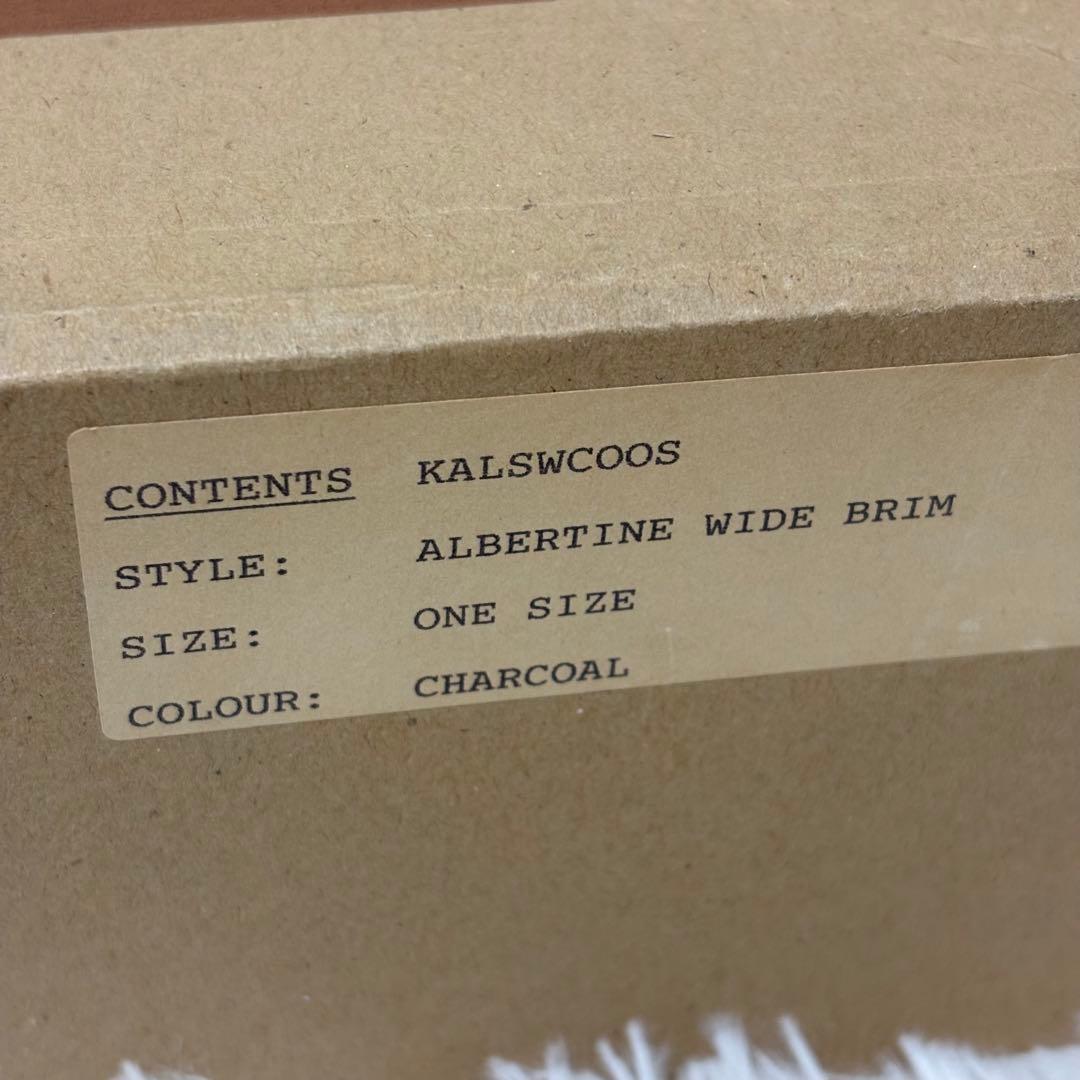 CONTENTS KALSWCOOS
STYLE: ALBERTINE WIDE BRIM
SIZE: ONE SIZE
COLOUR: CHARCOAL